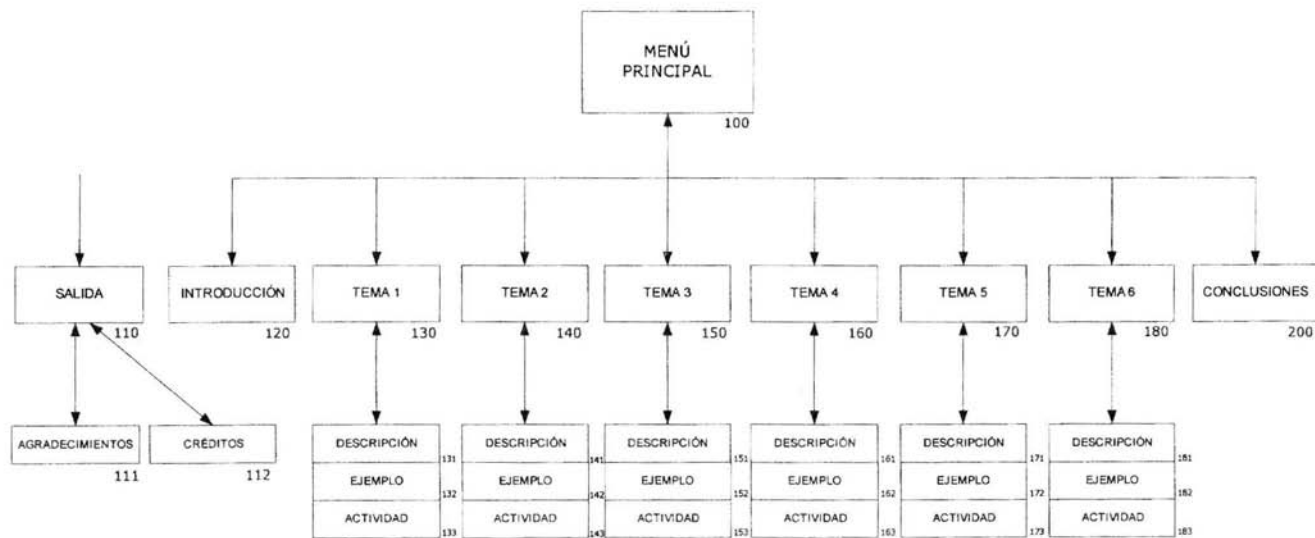 MENÚ
PRINCIPAL
100
SALIDA
110
INTRODUCCIÓN
120
TEMA 1
130
TEMA 2
140
TEMA 3
150
TEMA 4
160
TEMA 5
170
TEMA 6
180
CONCLUSIONES
200
AGRADECIMIENTOS
111
CRÉDITOS
112
DESCRIPCIÓN
131
EJEMPLO
132
ACTIVIDAD
133
DESCRIPCIÓN
141
EJEMPLO
142
ACTIVIDAD
143
DESCRIPCIÓN
151
EJEMPLO
152
ACTIVIDAD
153
DESCRIPCIÓN
161
EJEMPLO
162
ACTIVIDAD
163
DESCRIPCIÓN
171
EJEMPLO
172
ACTIVIDAD
173
DESCRIPCIÓN
181
EJEMPLO
182
ACTIVIDAD
183